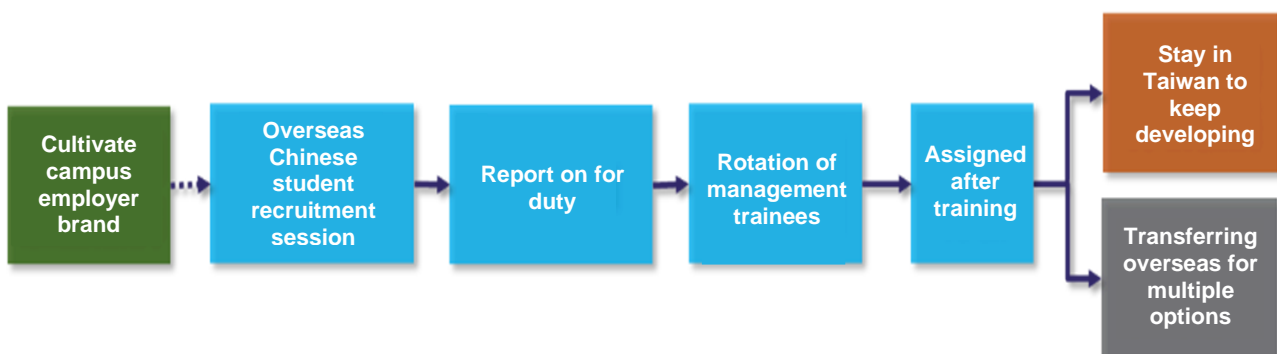 Cultivate
campus
employer
brand
Overseas
Chinese
student
recruitment
session
Report on for
duty
Rotation of
management
trainees
Assigned
after
training
Stay in
Taiwan to
keep
developing
Transferring
overseas for
multiple
options